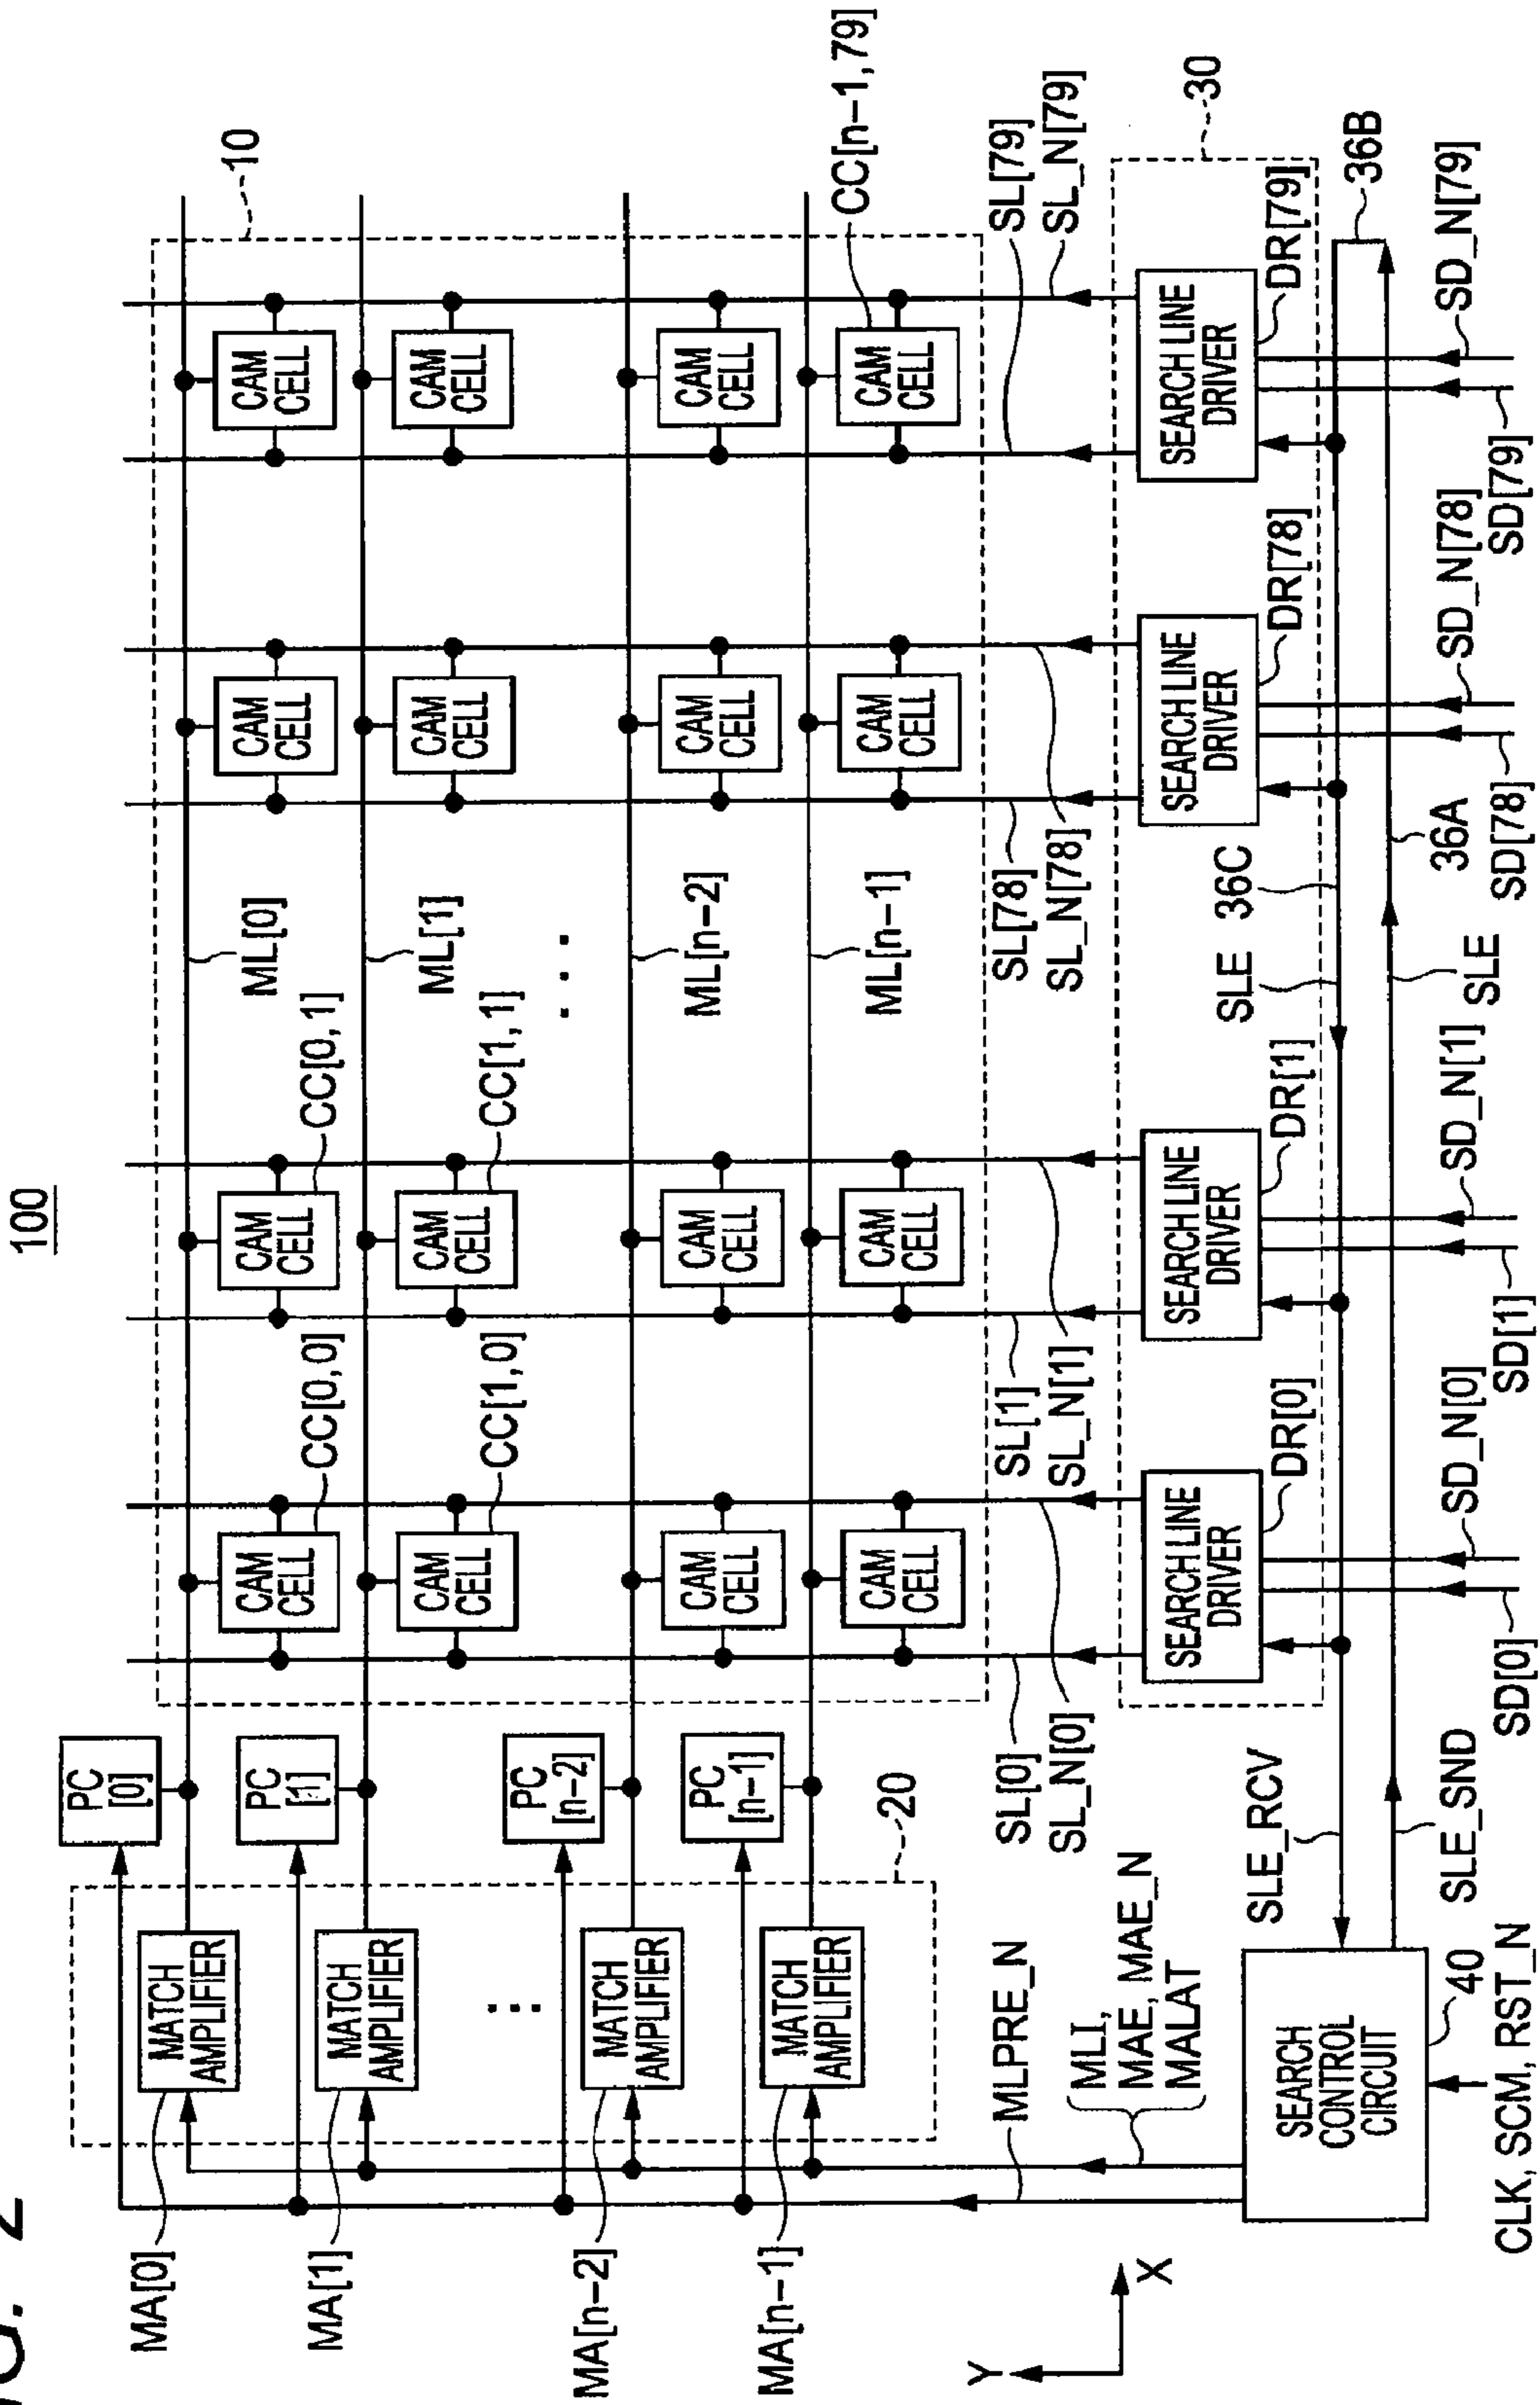 FIG. 2
100
PC
[0]
MATCH
AMPLIFIER
MA[0]
CAM
CELL
CC[0,0]
CAM
CELL
CC[0,1]
ML[0]
CAM
CELL
CAM
CELL
10
PC
[1]
MATCH
AMPLIFIER
MA[1]
CAM
CELL
CC[1,0]
CAM
CELL
CC[1,1]
ML[1]
CAM
CELL
CAM
CELL
...
...
PC
[n-2]
MATCH
AMPLIFIER
MA[n-2]
CAM
CELL
CAM
CELL
ML[n-2]
CAM
CELL
CAM
CELL
PC
[n-1]
MATCH
AMPLIFIER
MA[n-1]
CAM
CELL
CAM
CELL
ML[n-1]
CAM
CELL
CAM
CELL
CC[n-1,79]
20
MLPRE_N
MLI,
MAE, MAE_N
MALAT
SL[0]
SL_N[0]
SL[1]
SL_N[1]
SL[78]
SL_N[78]
SL[79]
SL_N[79]
30
SEARCH LINE
DRIVER
DR[0]
SEARCH LINE
DRIVER
DR[1]
SEARCH LINE
DRIVER
DR[78]
SEARCH LINE
DRIVER
DR[79]
SLE_RCV
SLE
36C
36B
SEARCH
CONTROL
CIRCUIT
40
SLE_SND
SLE
36A
SD_N[0]
SD[0]
SD_N[1]
SD[1]
SD_N[78]
SD[78]
SD_N[79]
SD[79]
CLK, SCM, RST_N
Y
X